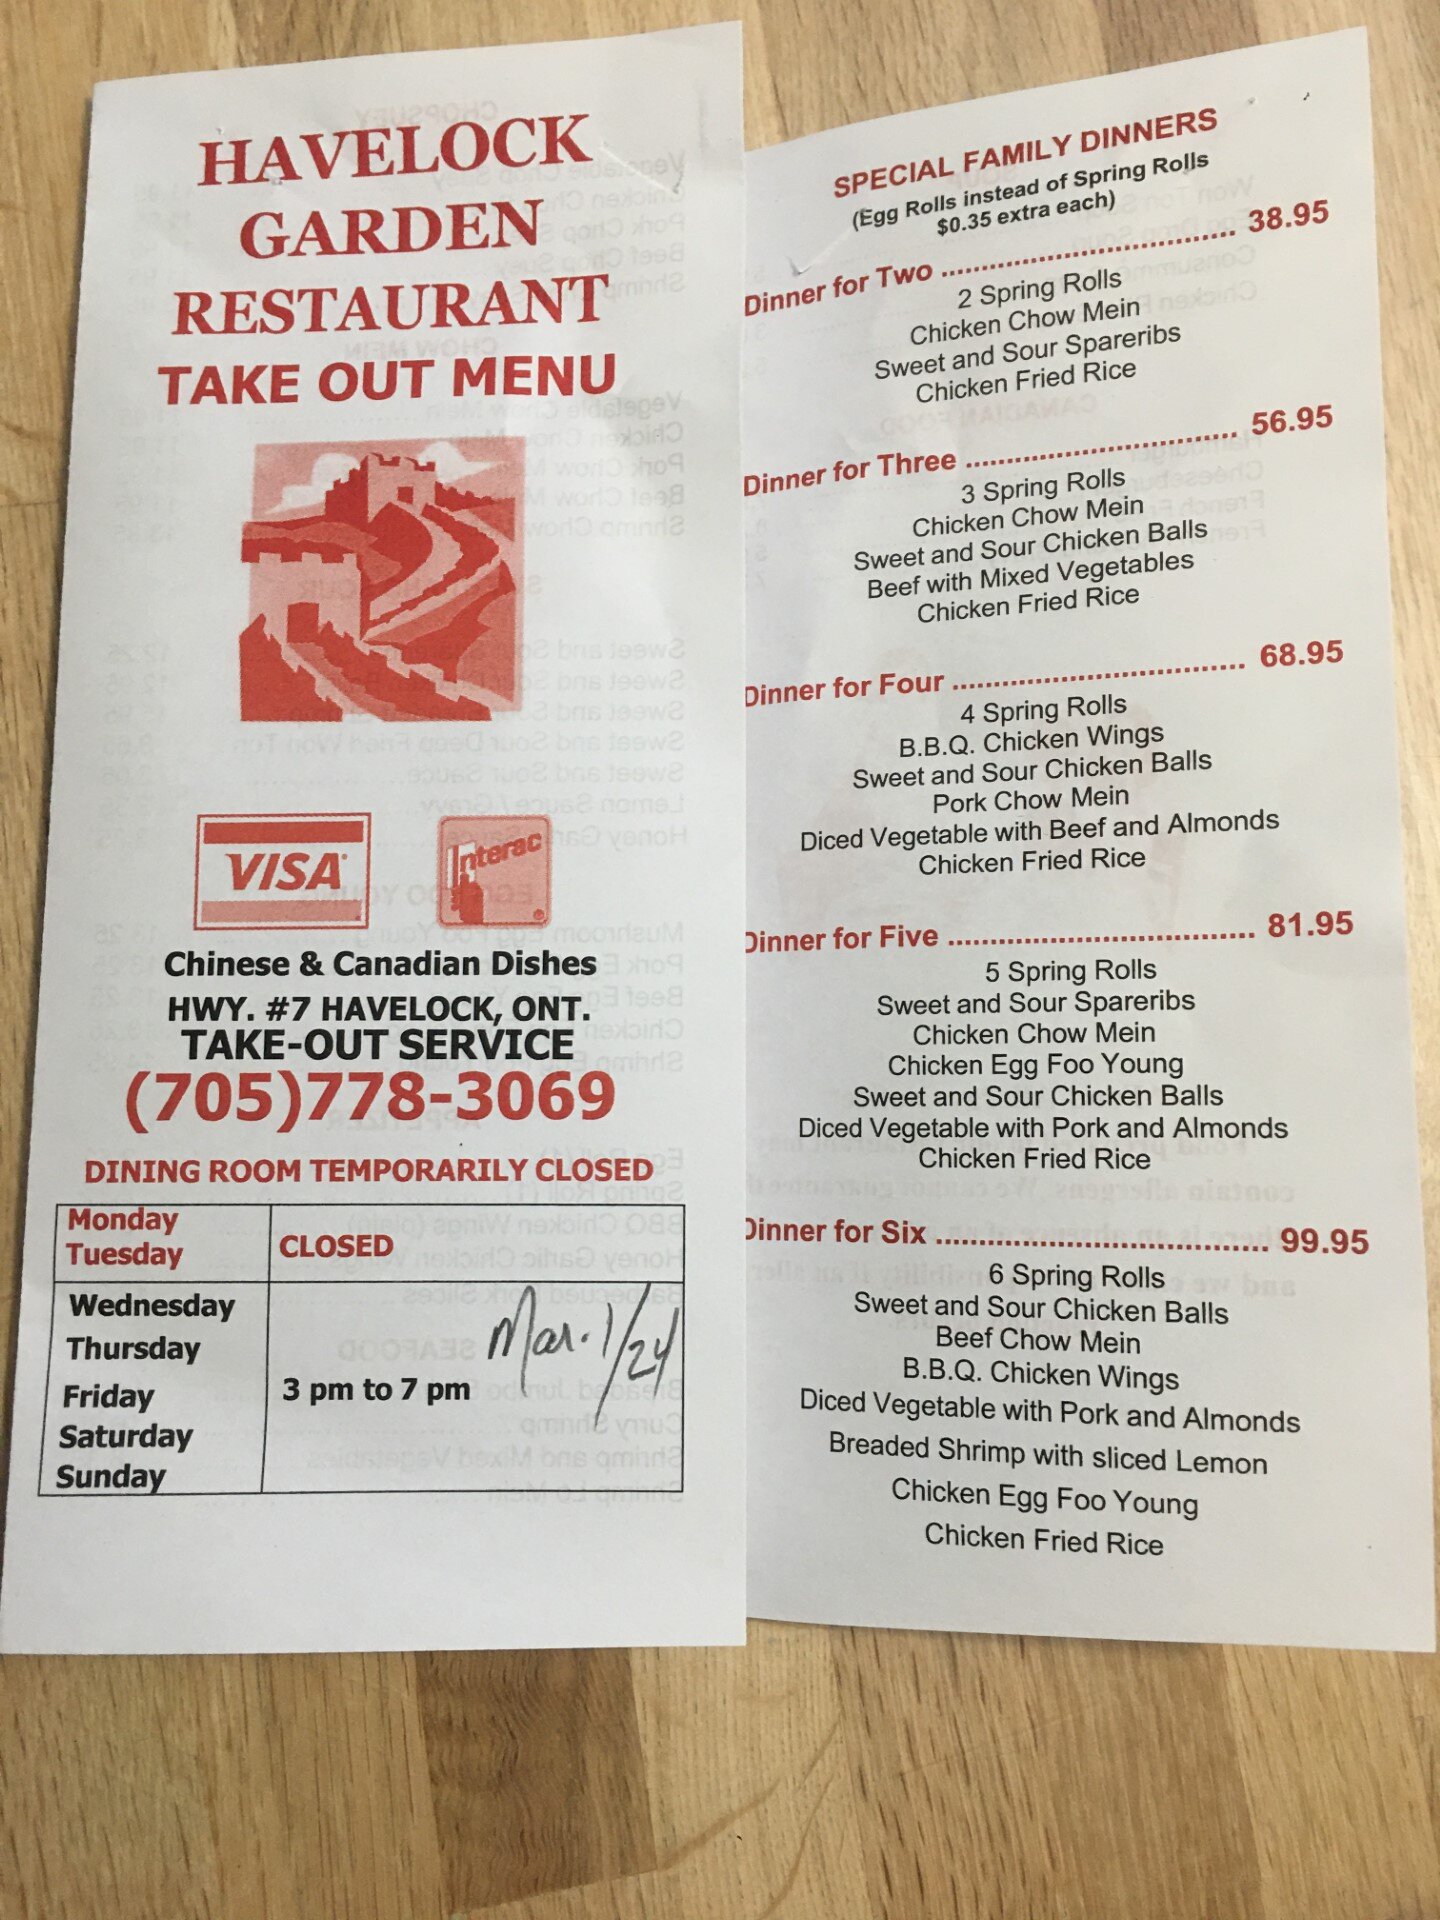 HAVELOCK
GARDEN
RESTAURANT
TAKE OUT MENU
VISA
Interac
Chinese & Canadian Dishes
HWY. #7 HAVELOCK, ONT.
TAKE-OUT SERVICE
(705)778-3069
DINING ROOM TEMPORARILY CLOSED
Monday
Tuesday
CLOSED
Wednesday
Thursday
Friday
Saturday
Sunday
3 pm to 7 pm
Mar. 1/24
SPECIAL FAMILY DINNERS
(Egg Rolls instead of Spring Rolls
$0.35 extra each)
Dinner for Two .................................... 38.95
2 Spring Rolls
Chicken Chow Mein
Sweet and Sour Spareribs
Chicken Fried Rice
Dinner for Three .................................. 56.95
3 Spring Rolls
Chicken Chow Mein
Sweet and Sour Chicken Balls
Beef with Mixed Vegetables
Chicken Fried Rice
Dinner for Four .................................... 68.95
4 Spring Rolls
B.B.Q. Chicken Wings
Sweet and Sour Chicken Balls
Pork Chow Mein
Diced Vegetable with Beef and Almonds
Chicken Fried Rice
Dinner for Five ..................................... 81.95
5 Spring Rolls
Sweet and Sour Spareribs
Chicken Chow Mein
Chicken Egg Foo Young
Sweet and Sour Chicken Balls
Diced Vegetable with Pork and Almonds
Chicken Fried Rice
Dinner for Six ........................................ 99.95
6 Spring Rolls
Sweet and Sour Chicken Balls
Beef Chow Mein
B.B.Q. Chicken Wings
Diced Vegetable with Pork and Almonds
Breaded Shrimp with sliced Lemon
Chicken Egg Foo Young
Chicken Fried Rice